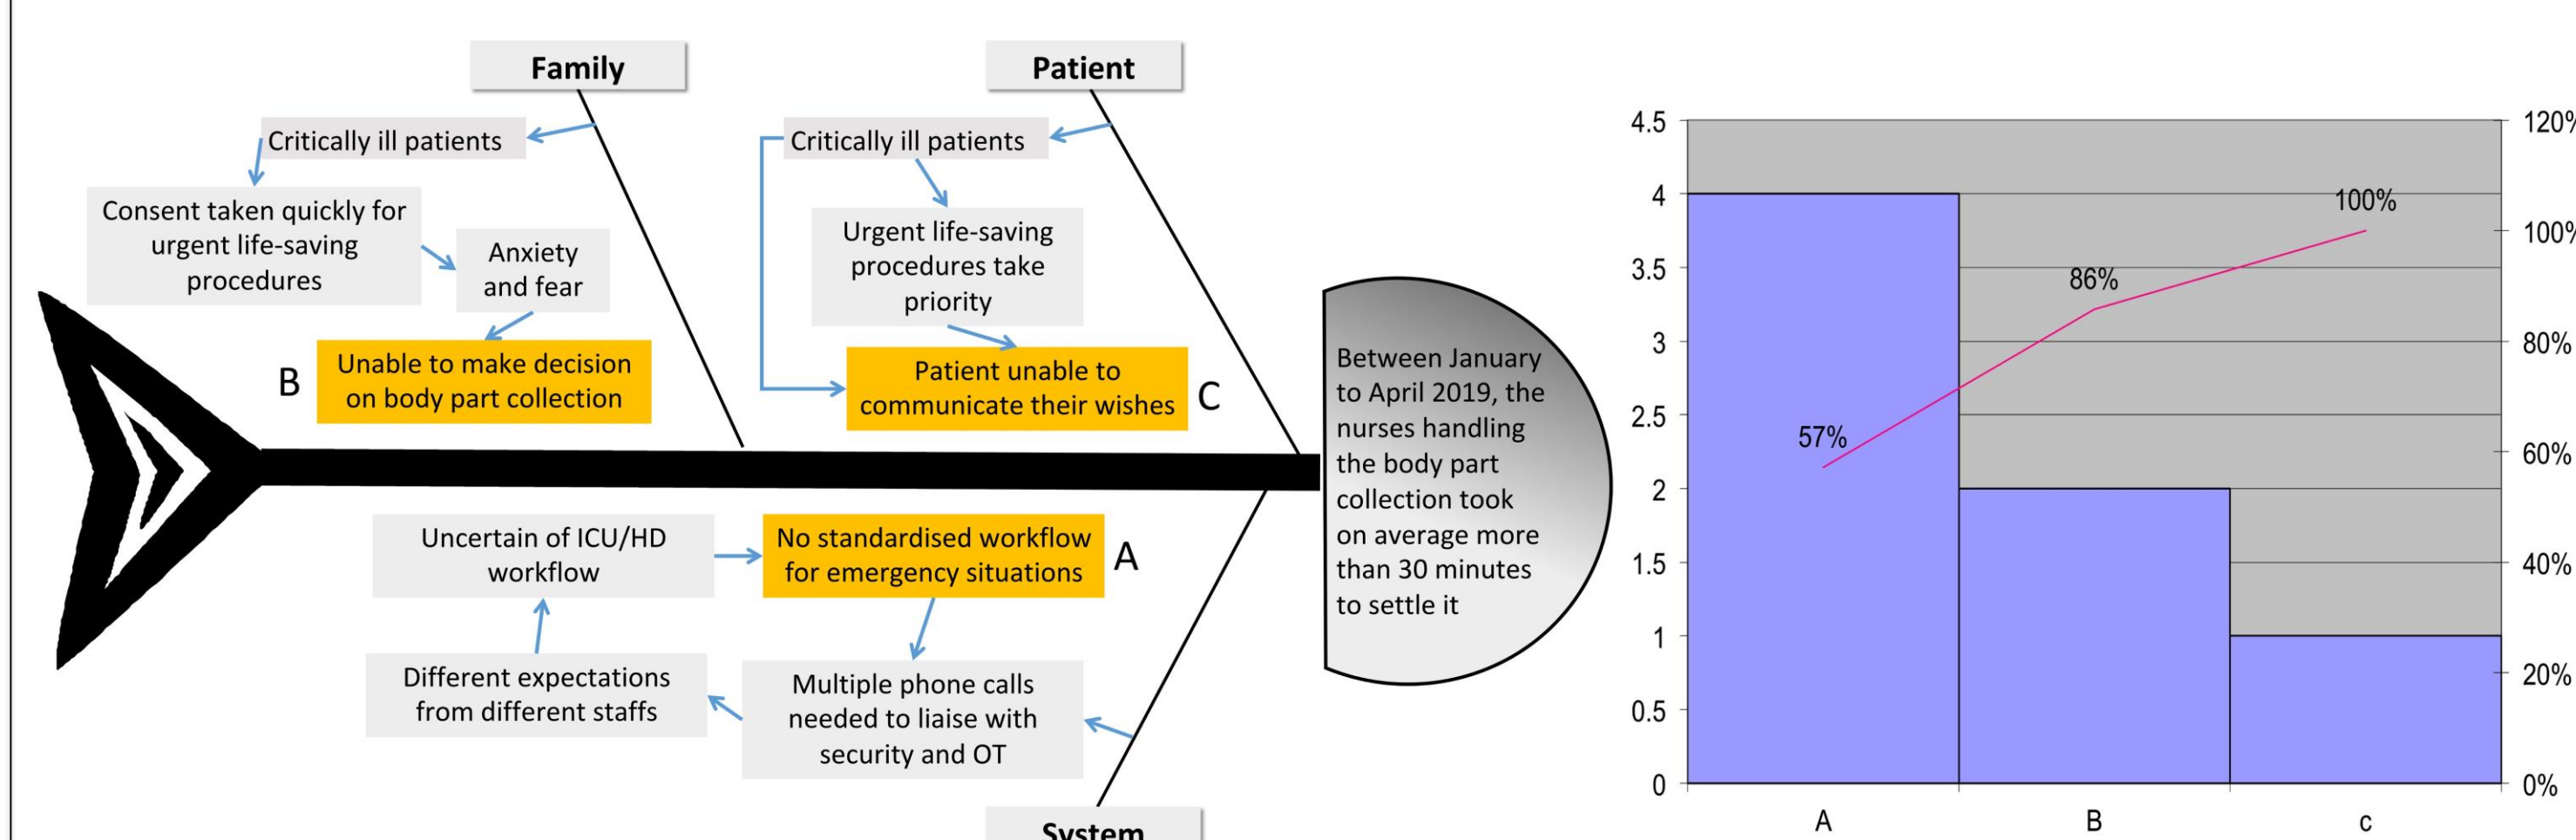 Family
Critically ill patients
Consent taken quickly for
urgent life-saving
procedures
Anxiety
and fear
B
Unable to make decision
on body part collection
Patient
Critically ill patients
Urgent life-saving
procedures take
priority
Patient unable to
communicate their wishes
C
Uncertain of ICU/HD
workflow
No standardised workflow
for emergency situations
A
Different expectations
from different staffs
Multiple phone calls
needed to liaise with
security and OT
System
Between January
to April 2019, the
nurses handling
the body part
collection took
on average more
than 30 minutes
to settle it
4.5
4
3.5
3
2.5
2
1.5
1
0.5
0
57%
86%
100%
120%
100%
80%
60%
40%
20%
0%
A
B
c